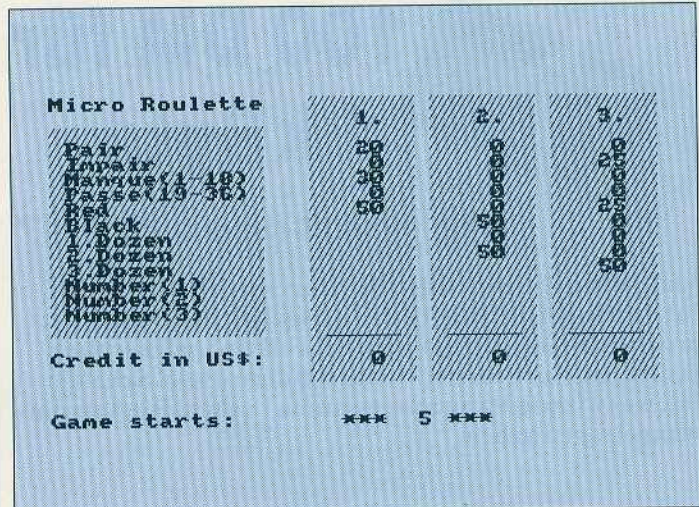 Micro Roulette
1. 2. 3.
Pair 20 0 0
Impair 0 0 25
Manque(1-18) 30 0 0
Passe(19-36) 0 0 0
Red 50 0 25
Black 50 0
1.Dozen 0 0
2.Dozen 50 0
3.Dozen 50
Number(1)
Number(2)
Number(3)
Credit in US$: 0 0 0
Game starts: *** 5 ***